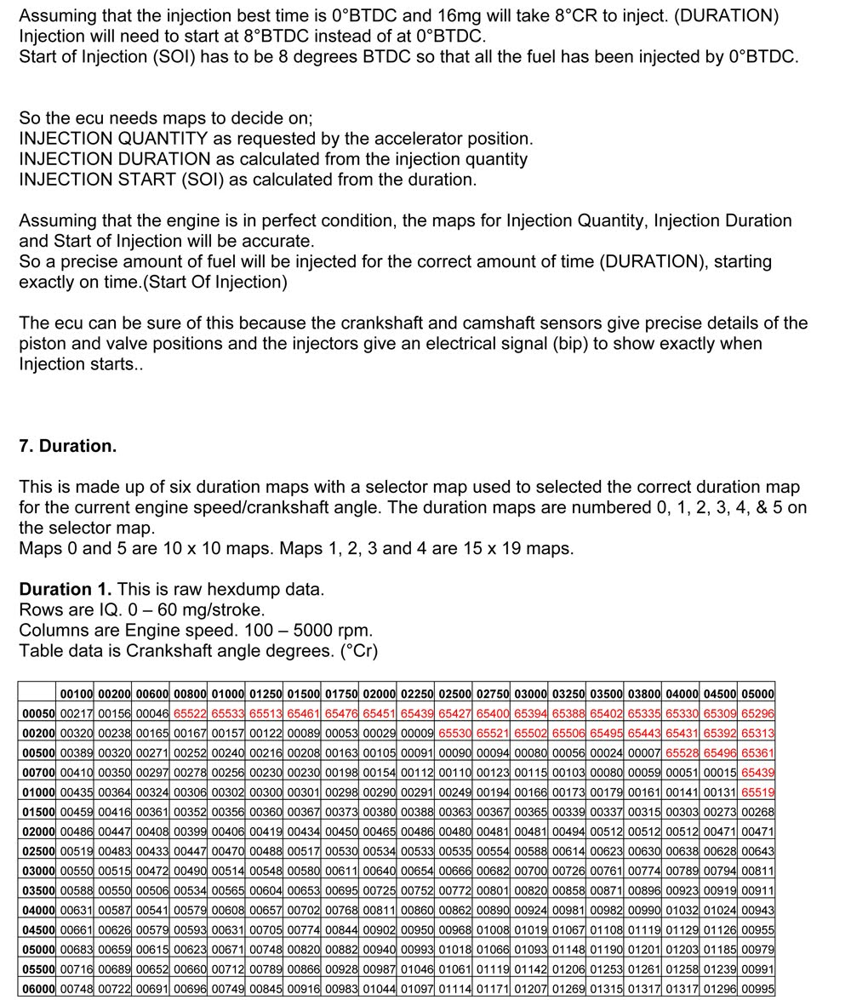 Assuming that the injection best time is 0°BTDC and 16mg will take 8°CR to inject. (DURATION)
Injection will need to start at 8°BTDC instead of at 0°BTDC.
Start of Injection (SOI) has to be 8 degrees BTDC so that all the fuel has been injected by 0°BTDC.
So the ecu needs maps to decide on;
INJECTION QUANTITY as requested by the accelerator position.
INJECTION DURATION as calculated from the injection quantity
INJECTION START (SOI) as calculated from the duration.
Assuming that the engine is in perfect condition, the maps for Injection Quantity, Injection Duration
and Start of Injection will be accurate.
So a precise amount of fuel will be injected for the correct amount of time (DURATION), starting
exactly on time.(Start Of Injection)
The ecu can be sure of this because the crankshaft and camshaft sensors give precise details of the
piston and valve positions and the injectors give an electrical signal (bip) to show exactly when
Injection starts..
7. Duration.
This is made up of six duration maps with a selector map used to selected the correct duration map
for the current engine speed/crankshaft angle. The duration maps are numbered 0, 1, 2, 3, 4, & 5 on
the selector map.
Maps 0 and 5 are 10 x 10 maps. Maps 1, 2, 3 and 4 are 15 x 19 maps.
Duration 1. This is raw hexdump data.
Rows are IQ. 0 – 60 mg/stroke.
Columns are Engine speed. 100 – 5000 rpm.
Table data is Crankshaft angle degrees. (°Cr)
00100 00200 00600 00800 01000 01250 01500 01750 02000 02250 02500 02750 03000 03250 03500 03800 04000 04500 05000
00050 00217 00156 00046 65522 65533 65513 65461 65476 65451 65439 65427 65400 65394 65388 65402 65335 65330 65309 65296
00200 00320 00238 00165 00167 00157 00122 00089 00053 00029 00009 65530 65521 65502 65506 65495 65443 65431 65392 65313
00500 00389 00320 00271 00252 00240 00216 00208 00163 00105 00091 00090 00094 00080 00056 00024 00007 65528 65496 65361
00700 00410 00350 00297 00278 00256 00230 00230 00198 00154 00112 00110 00123 00115 00103 00080 00059 00051 00015 65439
01000 00435 00364 00324 00306 00302 00300 00301 00298 00290 00291 00249 00194 00166 00173 00179 00161 00141 00131 65519
01500 00459 00416 00361 00352 00356 00360 00367 00373 00380 00388 00363 00367 00365 00339 00337 00315 00303 00273 00268
02000 00486 00447 00408 00399 00406 00419 00434 00450 00465 00486 00480 00481 00481 00494 00512 00512 00512 00471 00471
02500 00519 00483 00433 00447 00470 00488 00517 00530 00534 00533 00535 00554 00588 00614 00623 00630 00638 00628 00643
03000 00550 00515 00472 00490 00514 00548 00580 00611 00640 00654 00666 00682 00700 00726 00761 00774 00789 00794 00811
03500 00588 00550 00506 00534 00565 00604 00653 00695 00725 00752 00772 00801 00820 00858 00871 00896 00923 00919 00911
04000 00631 00587 00541 00579 00608 00657 00702 00768 00811 00860 00862 00890 00924 00981 00982 00990 01032 01024 00943
04500 00661 00626 00579 00593 00631 00705 00774 00844 00902 00950 00968 01008 01019 01067 01108 01119 01129 01126 00955
05000 00683 00659 00615 00623 00671 00748 00820 00882 00940 00993 01018 01066 01093 01148 01190 01201 01203 01185 00979
05500 00716 00689 00652 00660 00712 00789 00866 00928 00987 01046 01061 01119 01142 01206 01253 01261 01258 01239 00991
06000 00748 00722 00691 00696 00749 00845 00916 00983 01044 01097 01114 01171 01207 01269 01315 01317 01317 01296 00995